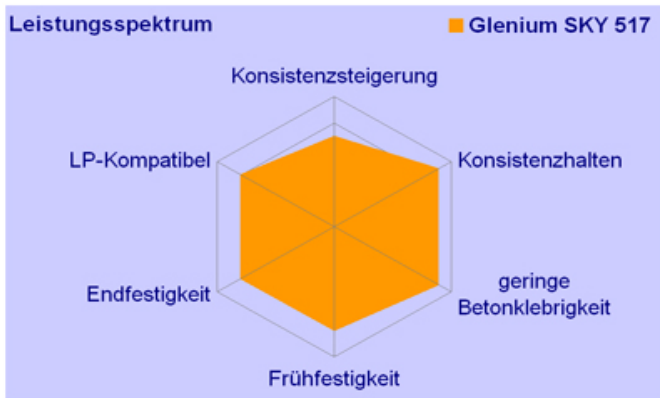 Leistungsspektrum
Glenium SKY 517
Konsistenzsteigerung
LP-Kompatibel
Konsistenzhalten
Endfestigkeit
geringe
Betonklebrigkeit
Frühfestigkeit